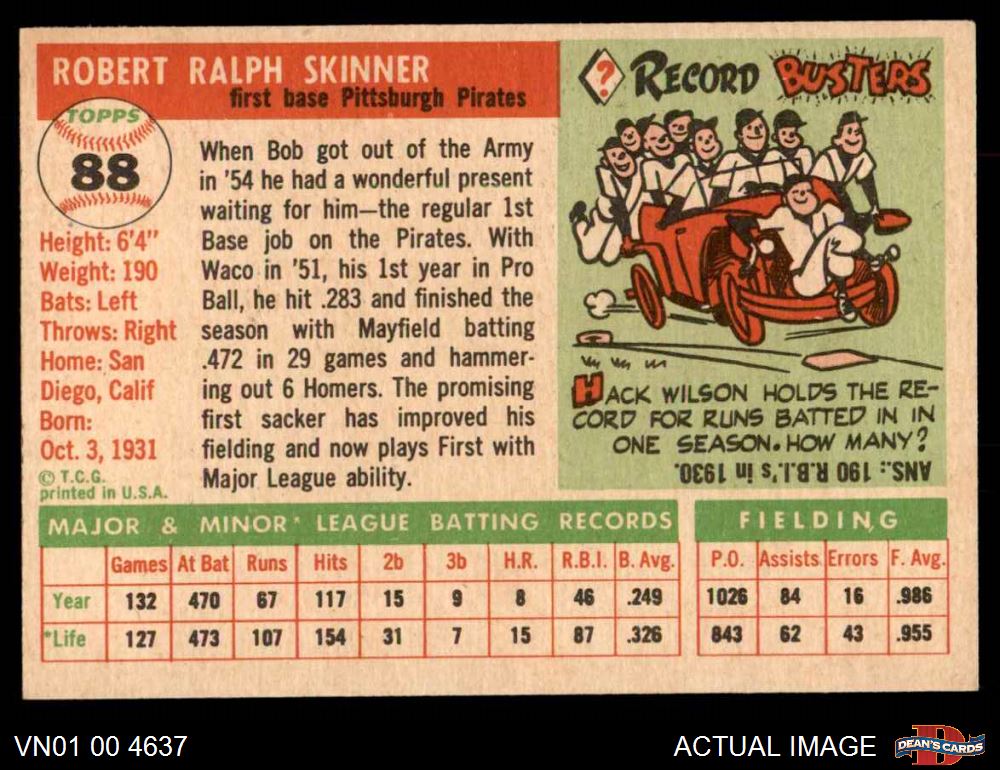 ROBERT RALPH SKINNER
first base Pittsburgh Pirates
TOPPS
88
Height: 6'4"
Weight: 190
Bats: Left
Throws: Right
Home: San
Diego, Calif
Born:
Oct. 3, 1931
© T.C.G.
printed in U.S.A.
When Bob got out of the Army
in '54 he had a wonderful present
waiting for him—the regular 1st
Base job on the Pirates. With
Waco in '51, his 1st year in Pro
Ball, he hit .283 and finished the
season with Mayfield batting
.472 in 29 games and hammer-
ing out 6 Homers. The promising
first sacker has improved his
fielding and now plays First with
Major League ability.
? RECORD BUSTERS
HACK WILSON HOLDS THE RE-
CORD FOR RUNS BATTED IN IN
ONE SEASON. HOW MANY?
ANS.: 190 R.B.I.'s in 1930.
MAJOR & MINOR* LEAGUE BATTING RECORDS
Games At Bat Runs Hits 2b 3b H.R. R.B.I. B. Avg.
Year 132 470 67 117 15 9 8 46 .249
*Life 127 473 107 154 31 7 15 87 .326
FIELDING
P.O. Assists Errors F. Avg.
1026 84 16 .986
843 62 43 .955
VN01 00 4637
ACTUAL IMAGE
D
DEAN'S CARDS